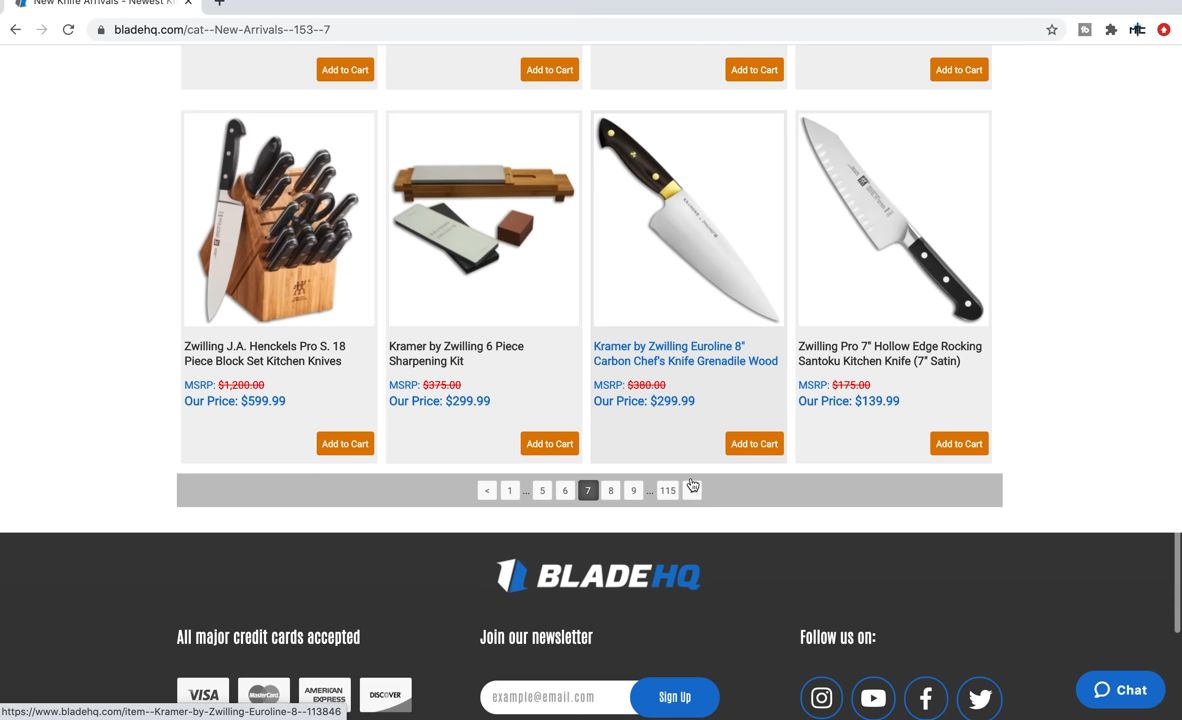 New Knife Arrivals - Newest K
bladehq.com/cat--New-Arrivals--153--7
Add to Cart
Add to Cart
Add to Cart
Add to Cart
Zwilling J.A. Henckels Pro S. 18
Piece Block Set Kitchen Knives
MSRP: $1,200.00
Our Price: $599.99
Add to Cart
Kramer by Zwilling 6 Piece
Sharpening Kit
MSRP: $375.00
Our Price: $299.99
Add to Cart
Kramer by Zwilling Euroline 8"
Carbon Chef's Knife Grenadile Wood
MSRP: $380.00
Our Price: $299.99
Add to Cart
Zwilling Pro 7" Hollow Edge Rocking
Santoku Kitchen Knife (7" Satin)
MSRP: $175.00
Our Price: $139.99
Add to Cart
< 1 ... 5 6 7 8 9 ... 115
BLADEHQ
All major credit cards accepted
VISA MasterCard AMERICAN EXPRESS DISCOVER
Join our newsletter
example@email.com Sign Up
Follow us on:
Chat
https://www.bladehq.com/item--Kramer-by-Zwilling-Euroline-8--113846